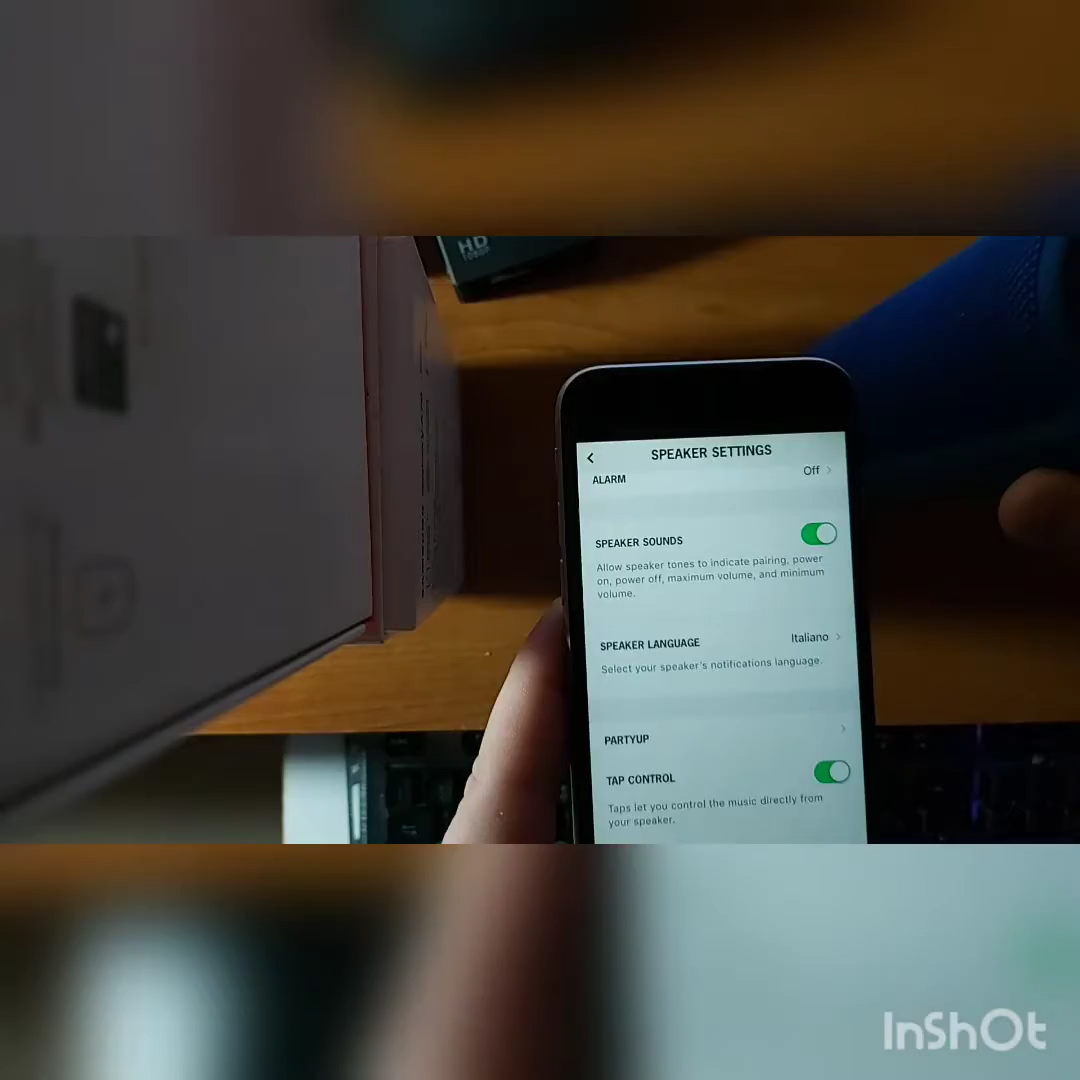 HD
1080P
SPEAKER SETTINGS
ALARM
Off
SPEAKER SOUNDS
Allow speaker tones to indicate pairing, power
on, power off, maximum volume, and minimum
volume.
SPEAKER LANGUAGE
Italiano
Select your speaker's notifications language.
PARTYUP
TAP CONTROL
Taps let you control the music directly from
your speaker.
InShOt